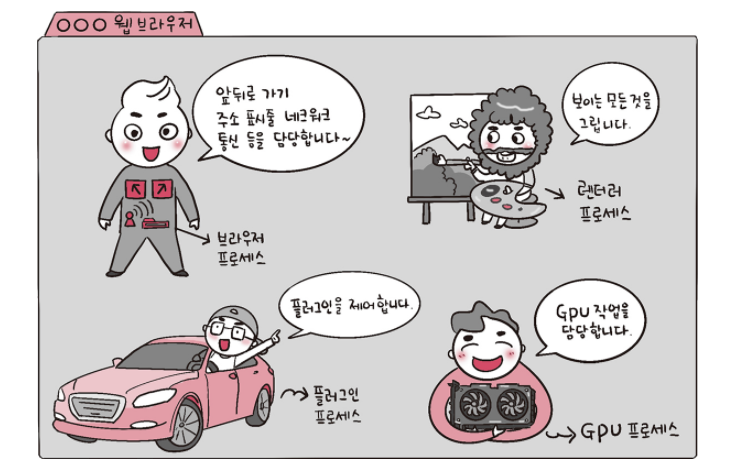 ○○○ 웹브라우저
앞뒤로 가기
주소 표시줄 네크워크
통신 등을 담당합니다~
브라우저
프로세스
보이는 모든 것을
그립니다.
렌더러
프로세스
플러그인을 제어합니다.
플러그인
프로세스
GPU 작업을
담당합니다.
GPU 프로세스